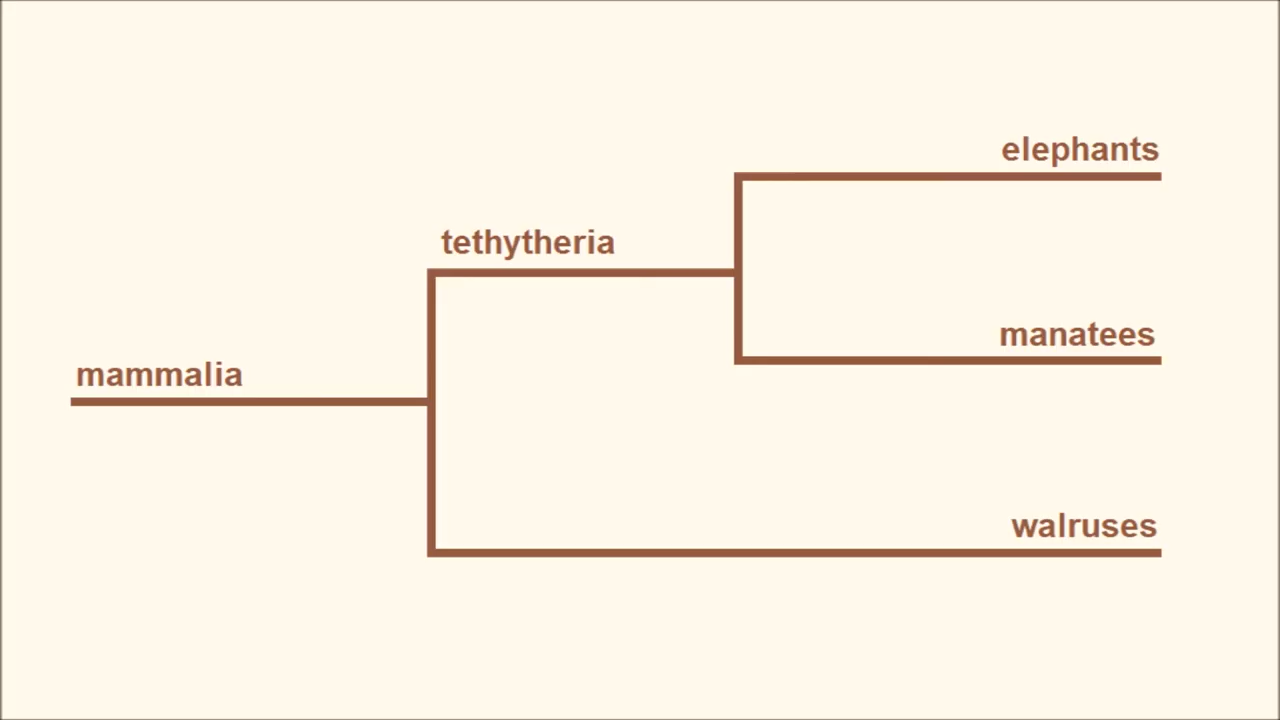 elephants
tethytheria
manatees
mammalia
walruses